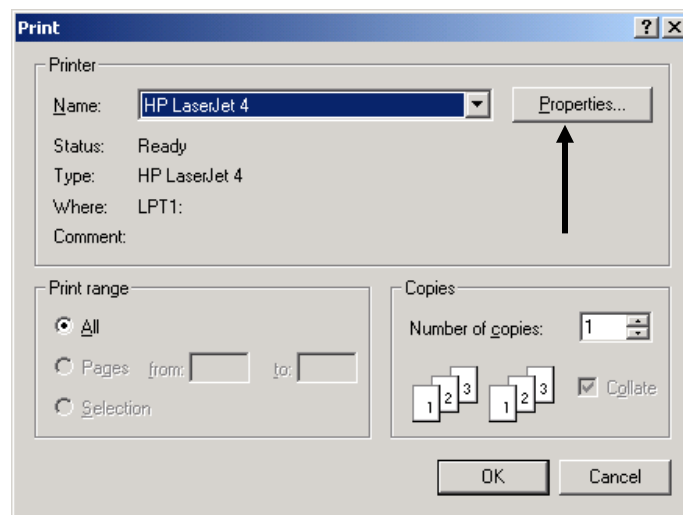 Print
Printer
Name: HP LaserJet 4 Properties...
Status: Ready
Type: HP LaserJet 4
Where: LPT1:
Comment:
Print range
All
Pages from: to:
Selection
Copies
Number of copies: 1
1 2 3 1 2 3 Collate
OK Cancel